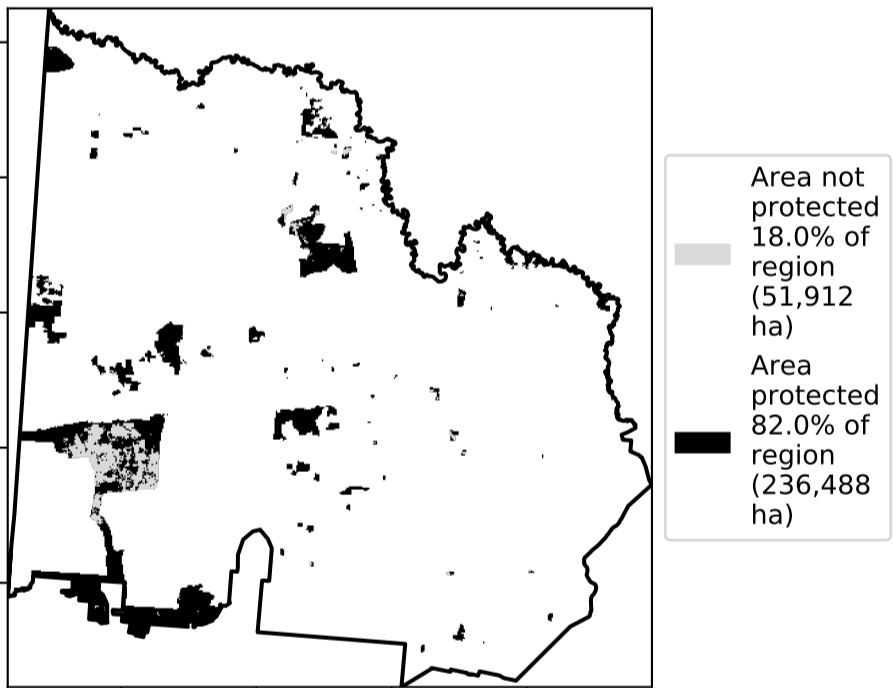 Area not
protected
18.0% of
region
(51,912
ha)
Area
protected
82.0% of
region
(236,488
ha)